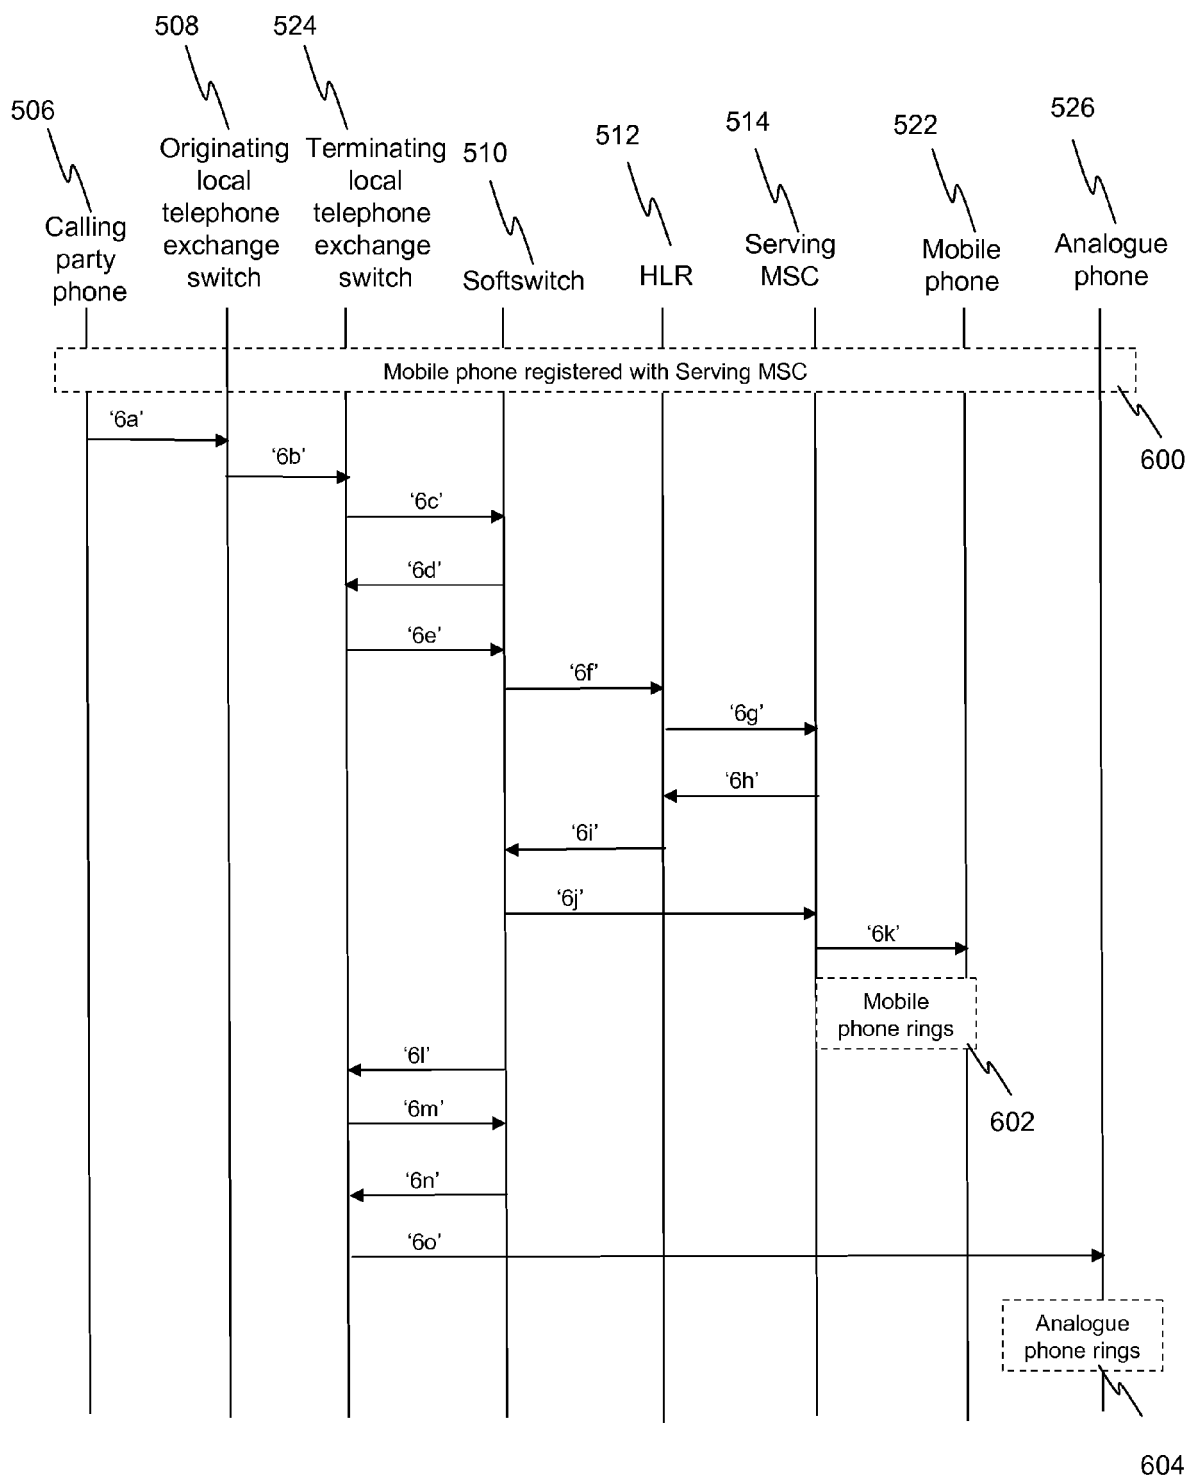 508
524
506
Originating
local
telephone
exchange
switch
Terminating
local
telephone
exchange
switch
510
512
514
522
526
Calling
party
phone
Softswitch
HLR
Serving
MSC
Mobile
phone
Analogue
phone
Mobile phone registered with Serving MSC
600
‘6a’
‘6b’
‘6c’
‘6d’
‘6e’
‘6f’
‘6g’
‘6h’
‘6i’
‘6j’
‘6k’
Mobile
phone rings
602
‘6l’
‘6m’
‘6n’
‘6o’
Analogue
phone rings
604